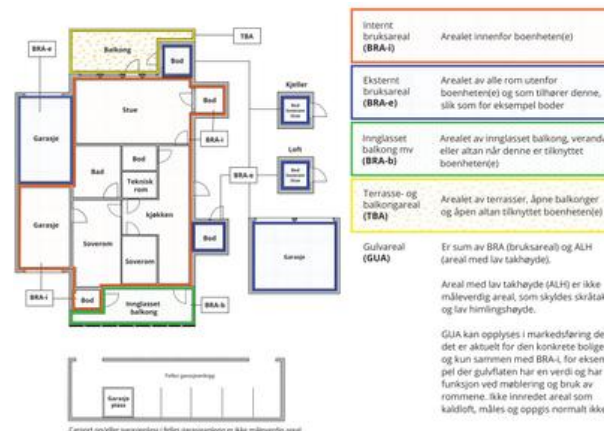 TBA
BRA-e
Balkong
Bod
Kjeller
Stue
Bod
Bod
BRA-i
Garasje
Loft
Bod
Bad
Bod
Teknisk
rom
BRA-e
kjøkken
Garasje
Soverom
Bod
Garasje
Soverom
BRA-i
Bod
Innglasset
balkong
BRA-b
Felles garasjeanlegg
Garasje
plass
Internt
bruksareal
(BRA-i)
Arealet innenfor boenheten(e)
Eksternt
bruksareal
(BRA-e)
Arealet av alle rom utenfor
boenheten(e) og som tilhører denne,
slik som for eksempel boder
Innglasset
balkong mv
(BRA-b)
Arealet av innglasset balkong, veranda
eller altan når denne er tilknyttet
boenheten(e)
Terrasse- og
balkongareal
(TBA)
Arealet av terrasser, åpne balkonger
og åpen altan tilknyttet boenheten(e)
Gulvareal
(GUA)
Er sum av BRA (bruksareal) og ALH
(areal med lav takhøyde).
Areal med lav takhøyde (ALH) er ikke
måleverdig areal, som skyldes skråtak
og lav himlingshøyde.
GUA kan opplyses i markedsføring de
det er aktuelt for den konkrete bolige
og kun sammen med BRA-i, for eksem
pel der gulvflaten har en verdi og har
funksjon ved møblering og bruk av
rommene. Ikke innredet areal som
kaldloft, måles og oppgis normalt ikke